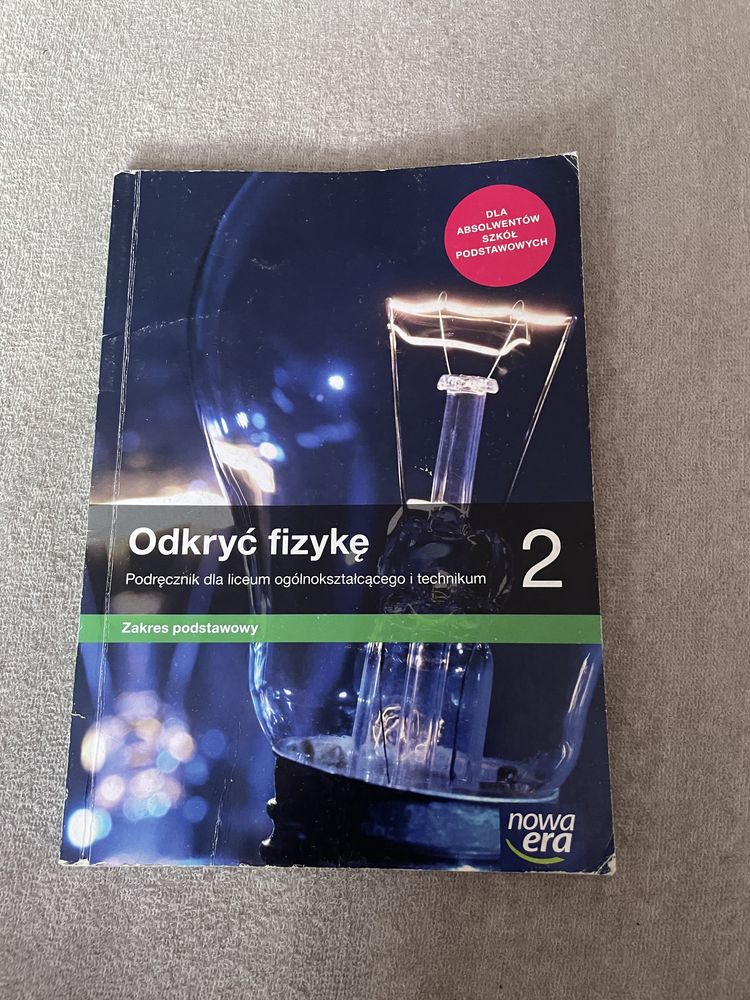 DLA
ABSOLWENTÓW
SZKÓŁ
PODSTAWOWYCH
Odkryć fizykę
2
Podręcznik dla liceum ogólnokształcącego i technikum
Zakres podstawowy
nowa
era